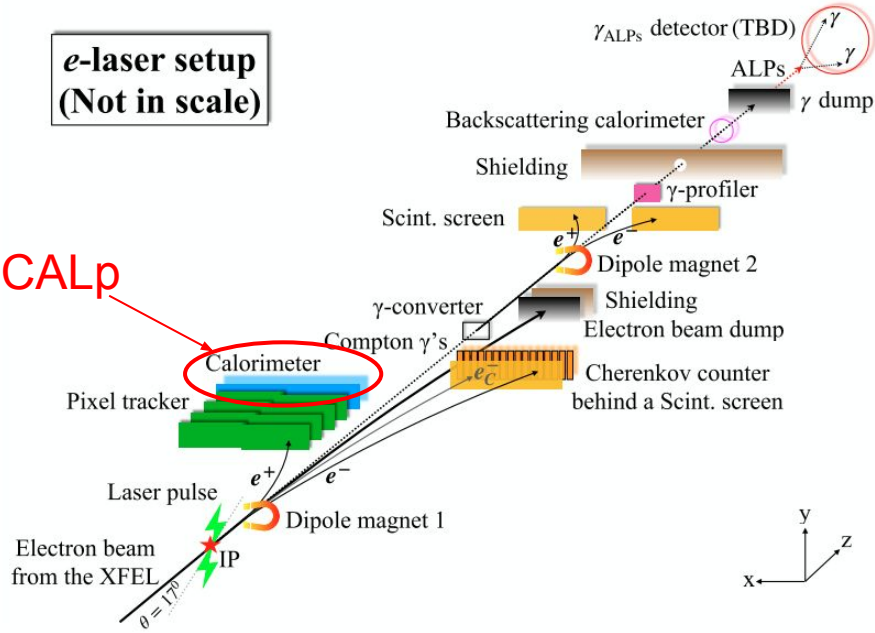 e-laser setup
(Not in scale)
γALPs detector (TBD)
γ
γ
ALPs
γ dump
Backscattering calorimeter
Shielding
γ-profiler
Scint. screen
e+
e−
Dipole magnet 2
CALp
γ-converter
Shielding
Electron beam dump
Compton γ's
Calorimeter
e−C
Cherenkov counter
behind a Scint. screen
Pixel tracker
e+
e−
Laser pulse
Dipole magnet 1
Electron beam
from the XFEL
IP
θ = 17⁰
y
z
x